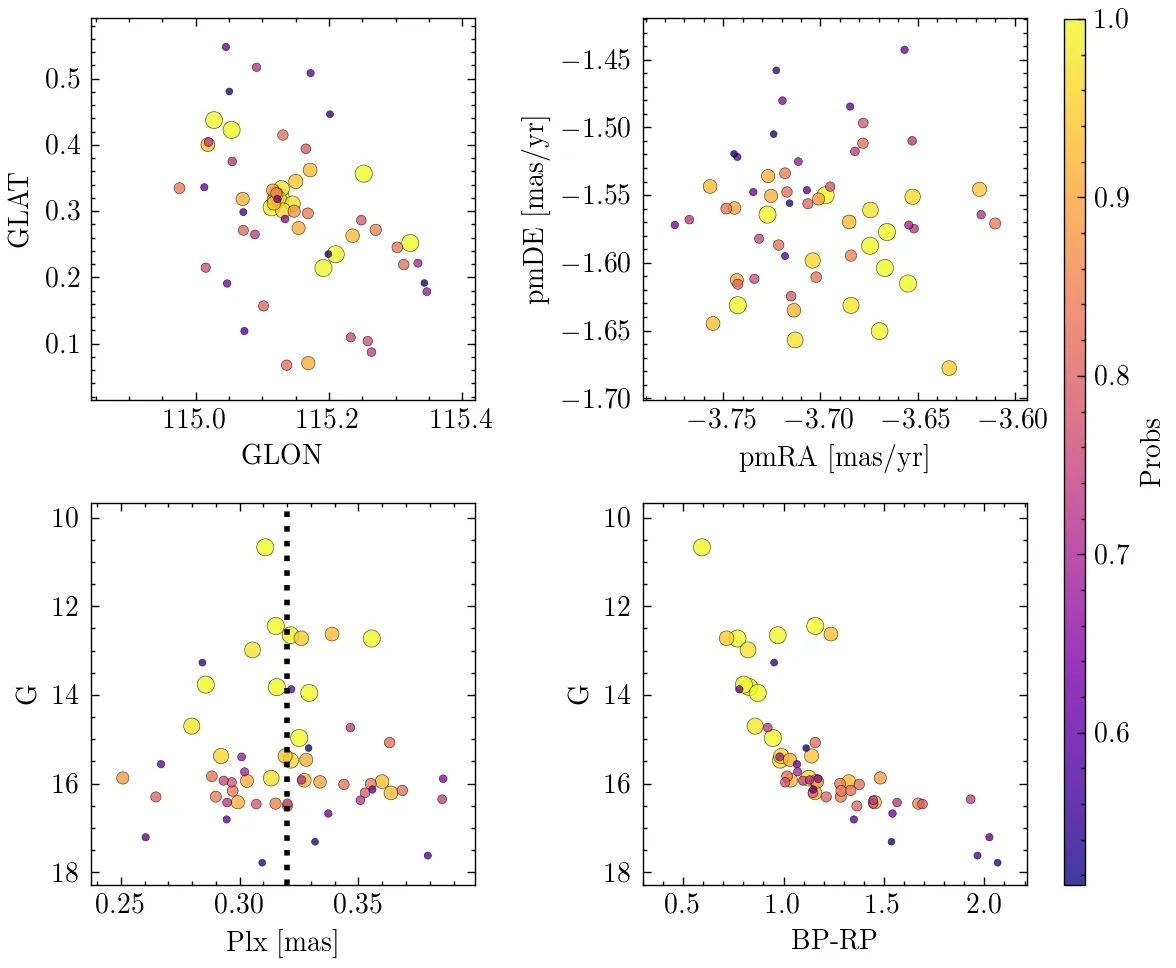 0.5
0.4
0.3
0.2
0.1
GLAT
115.0 115.2 115.4
GLON
−1.45
−1.50
−1.55
−1.60
−1.65
−1.70
pmDE [mas/yr]
−3.75 −3.70 −3.65 −3.60
pmRA [mas/yr]
10
12
14
16
18
G
0.25 0.30 0.35
Plx [mas]
10
12
14
16
18
G
0.5 1.0 1.5 2.0
BP-RP
1.0
0.9
0.8
0.7
0.6
Probs